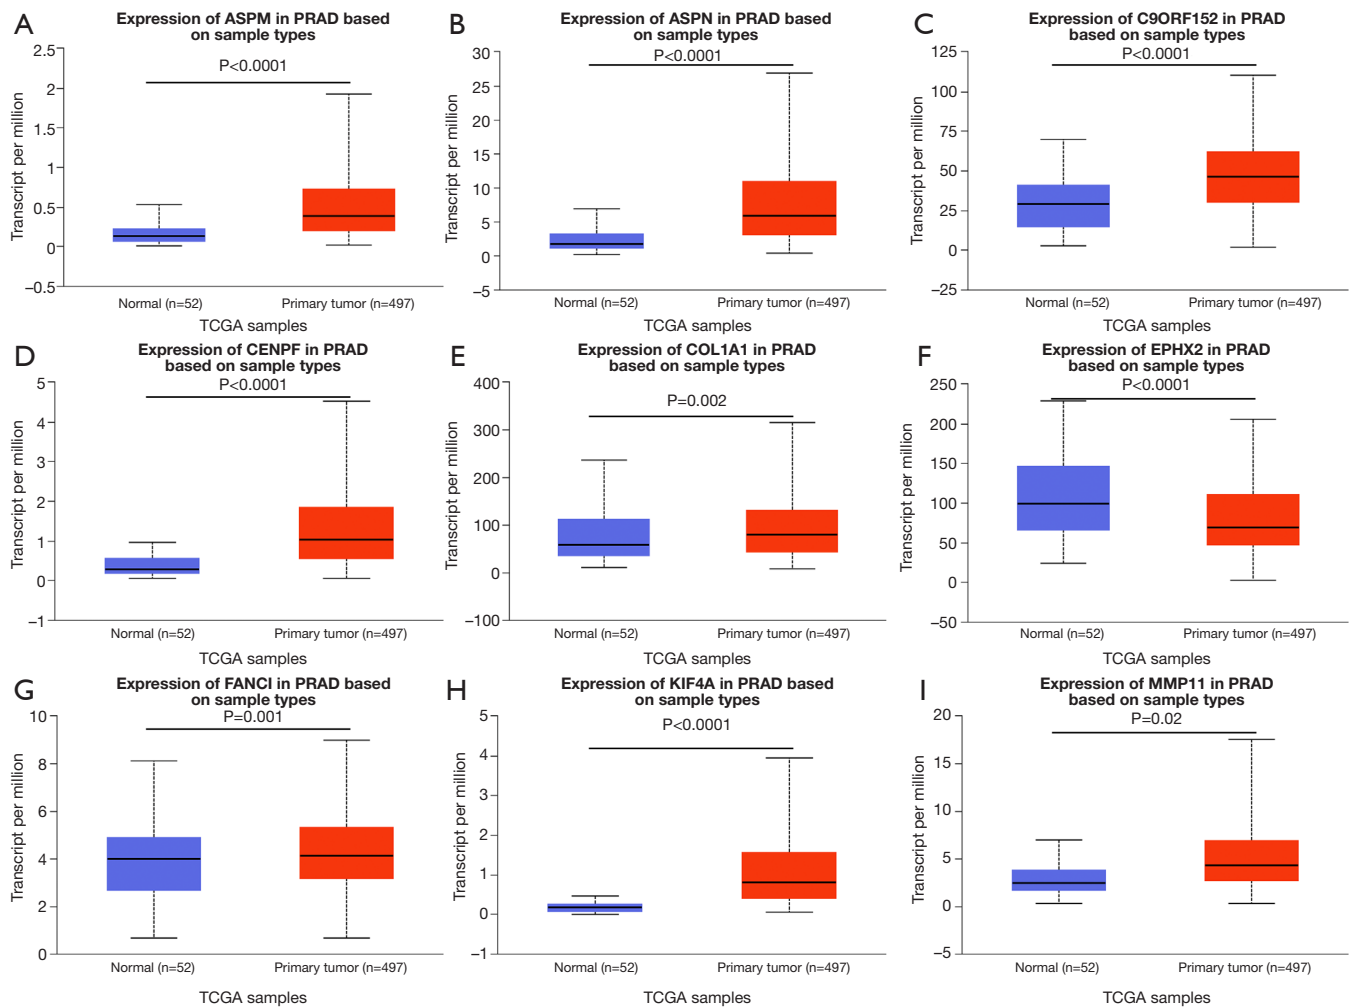 A
Expression of ASPM in PRAD based
on sample types
P<0.0001
Transcript per million
2.5
2
1.5
1
0.5
0
−0.5
Normal (n=52)
Primary tumor (n=497)
TCGA samples
B
Expression of ASPN in PRAD based
on sample types
P<0.0001
Transcript per million
30
25
20
15
10
5
0
−5
Normal (n=52)
Primary tumor (n=497)
TCGA samples
C
Expression of C9ORF152 in PRAD
based on sample types
P<0.0001
Transcript per million
125
100
75
50
25
0
−25
Normal (n=52)
Primary tumor (n=497)
TCGA samples
D
Expression of CENPF in PRAD
based on sample types
P<0.0001
Transcript per million
5
4
3
2
1
0
−1
Normal (n=52)
Primary tumor (n=497)
TCGA samples
E
Expression of COL1A1 in PRAD
based on sample types
P=0.002
Transcript per million
400
300
200
100
0
−100
Normal (n=52)
Primary tumor (n=497)
TCGA samples
F
Expression of EPHX2 in PRAD
based on sample types
P<0.0001
Transcript per million
250
200
150
100
50
0
−50
Normal (n=52)
Primary tumor (n=497)
TCGA samples
G
Expression of FANCI in PRAD based
on sample types
P=0.001
Transcript per million
10
8
6
4
2
0
Normal (n=52)
Primary tumor (n=497)
TCGA samples
H
Expression of KIF4A in PRAD based
on sample types
P<0.0001
Transcript per million
5
4
3
2
1
0
−1
Normal (n=52)
Primary tumor (n=497)
TCGA samples
I
Expression of MMP11 in PRAD
based on sample types
P=0.02
Transcript per million
20
15
10
5
0
−5
Normal (n=52)
Primary tumor (n=497)
TCGA samples